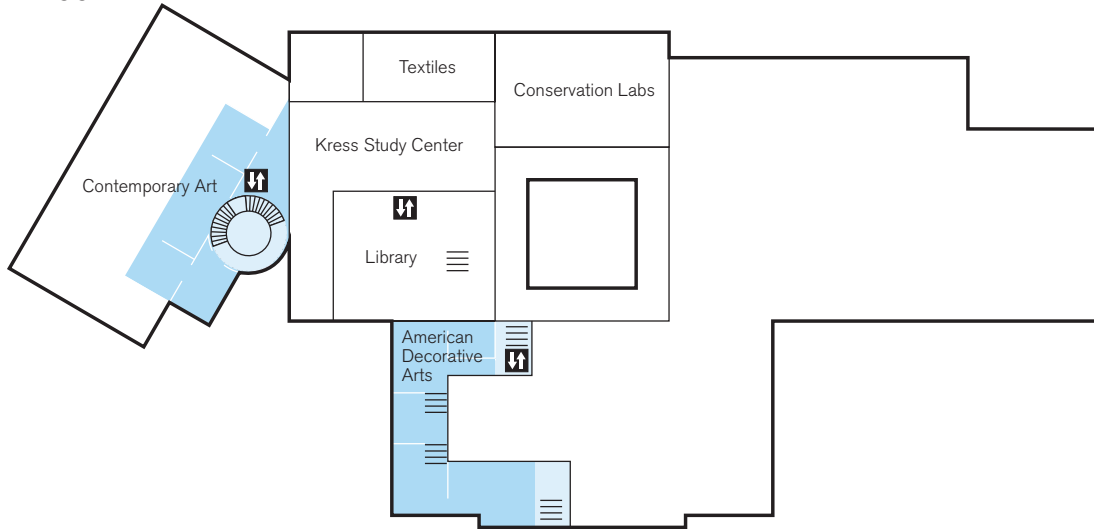 Textiles
Conservation Labs
Kress Study Center
Contemporary Art
Library
American
Decorative
Arts